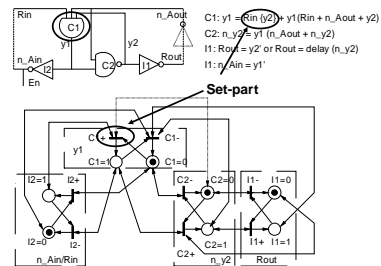 Rin
n_Aout
C1
y1
y2
n_Ain
I2
C2
I1
Rout
En
C1: y1 = Rin {y2} + y1(Rin + n_Aout + y2)
C2: n_y2 = y1 (n_Aout + n_y2)
I1: Rout = y2' or Rout = delay (n_y2)
I1: n_Ain = y1'
Set-part
C1+
C1-
y1
C1=1
C1=0
I2=1
I2+
C2-
C2=0
I1-
I1=0
I2=0
I2-
C2=1
I1+
I1=1
n_Ain/Rin
C2+
n_y2
Rout